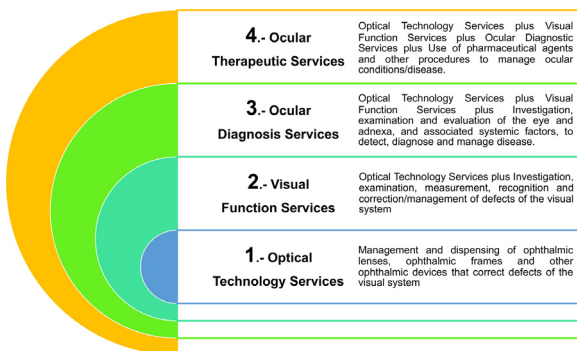 4.- Ocular
Therapeutic Services
Optical Technology Services plus Visual
Function Services plus Ocular Diagnostic
Services plus Use of pharmaceutical agents
and other procedures to manage ocular
conditions/disease.
3.- Ocular
Diagnosis Services
Optical Technology Services plus Visual
Function Services plus Investigation,
examination and evaluation of the eye and
adnexa, and associated systemic factors, to
detect, diagnose and manage disease.
2.- Visual
Function Services
Optical Technology Services plus Investigation,
examination, measurement, recognition and
correction/management of defects of the visual
system
1.- Optical
Technology Services
Management and dispensing of ophthalmic
lenses, ophthalmic frames and other
ophthalmic devices that correct defects of the
visual system